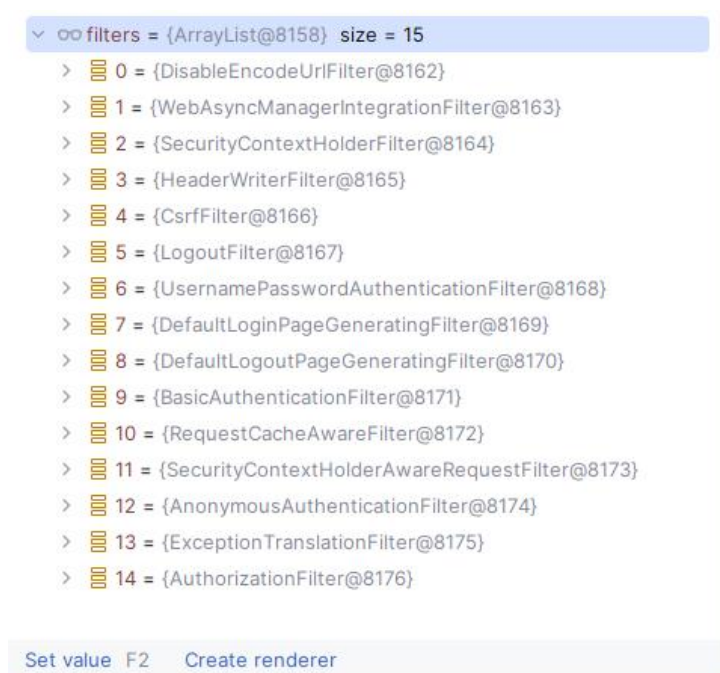 filters = {ArrayList@8158} size = 15
0 = {DisableEncodeUrlFilter@8162}
1 = {WebAsyncManagerIntegrationFilter@8163}
2 = {SecurityContextHolderFilter@8164}
3 = {HeaderWriterFilter@8165}
4 = {CsrfFilter@8166}
5 = {LogoutFilter@8167}
6 = {UsernamePasswordAuthenticationFilter@8168}
7 = {DefaultLoginPageGeneratingFilter@8169}
8 = {DefaultLogoutPageGeneratingFilter@8170}
9 = {BasicAuthenticationFilter@8171}
10 = {RequestCacheAwareFilter@8172}
11 = {SecurityContextHolderAwareRequestFilter@8173}
12 = {AnonymousAuthenticationFilter@8174}
13 = {ExceptionTranslationFilter@8175}
14 = {AuthorizationFilter@8176}
Set value F2 Create renderer